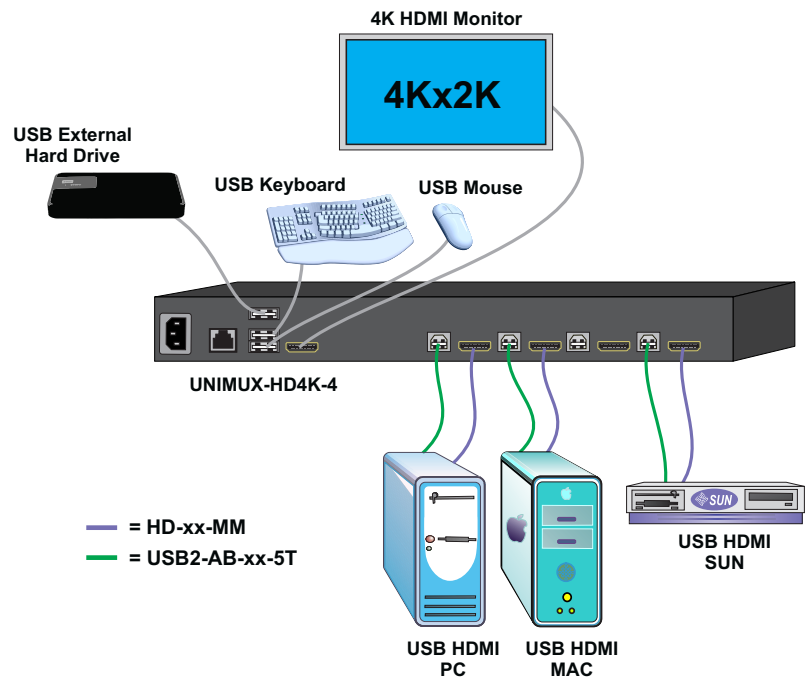 4K HDMI Monitor
4Kx2K
USB External
Hard Drive
USB Keyboard
USB Mouse
UNIMUX-HD4K-4
= HD-xx-MM
= USB2-AB-xx-5T
SUN
USB HDMI
SUN
USB HDMI
PC
USB HDMI
MAC